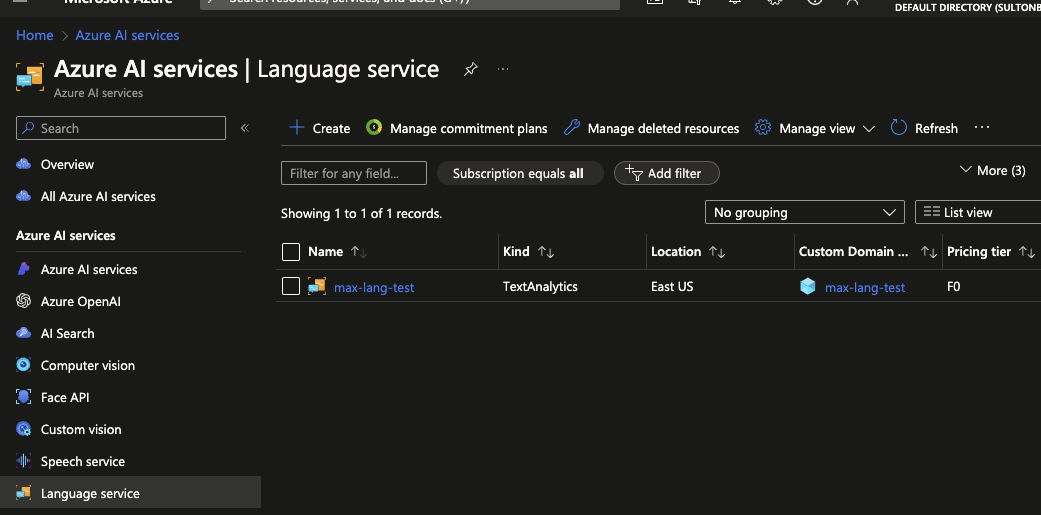 Microsoft Azure
Search resources, services, and docs (G+/)
DEFAULT DIRECTORY (SULTONB
Home > Azure AI services
Azure AI services | Language service
...
Azure AI services
Search
«
Overview
All Azure AI services
Azure AI services
Azure AI services
Azure OpenAI
AI Search
Computer vision
Face API
Custom vision
Speech service
Language service
+ Create Manage commitment plans Manage deleted resources Manage view Refresh ...
Filter for any field... Subscription equals all Add filter More (3)
Showing 1 to 1 of 1 records. No grouping List view
Name ↑↓ Kind ↑↓ Location ↑↓ Custom Domain ... ↑↓ Pricing tier ↑↓
max-lang-test TextAnalytics East US max-lang-test F0